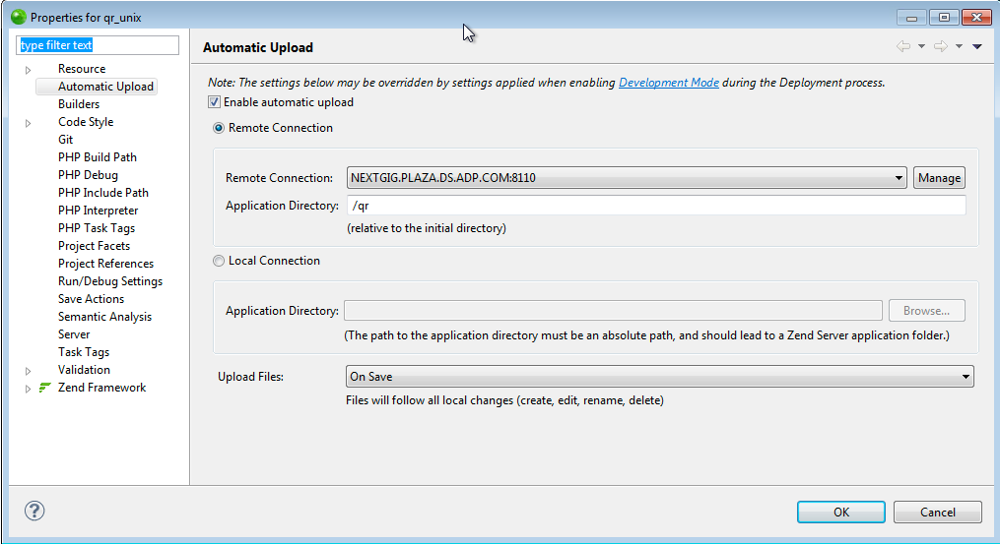 Properties for qr_unix
type filter text
Resource
Automatic Upload
Builders
Code Style
Git
PHP Build Path
PHP Debug
PHP Include Path
PHP Interpreter
PHP Task Tags
Project Facets
Project References
Run/Debug Settings
Save Actions
Semantic Analysis
Server
Task Tags
Validation
Zend Framework
Automatic Upload
Note: The settings below may be overridden by settings applied when enabling Development Mode during the Deployment process.
Enable automatic upload
Remote Connection
Remote Connection: NEXTGIG.PLAZA.DS.ADP.COM:8110 Manage
Application Directory: /qr
(relative to the initial directory)
Local Connection
Application Directory: Browse...
(The path to the application directory must be an absolute path, and should lead to a Zend Server application folder.)
Upload Files: On Save
Files will follow all local changes (create, edit, rename, delete)
? OK Cancel